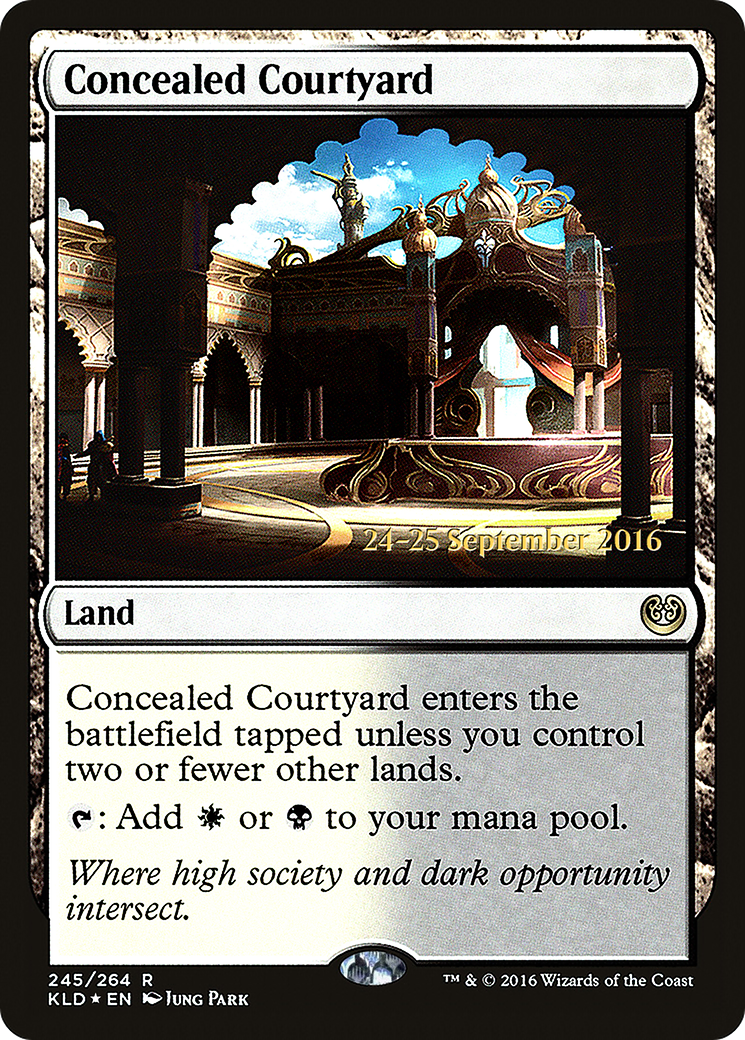 Concealed Courtyard
24–25 September 2016
Land
Concealed Courtyard enters the
battlefield tapped unless you control
two or fewer other lands.
: Add or to your mana pool.
Where high society and dark opportunity
intersect.
245/264 R
KLD★EN Jung Park
™ & © 2016 Wizards of the Coast